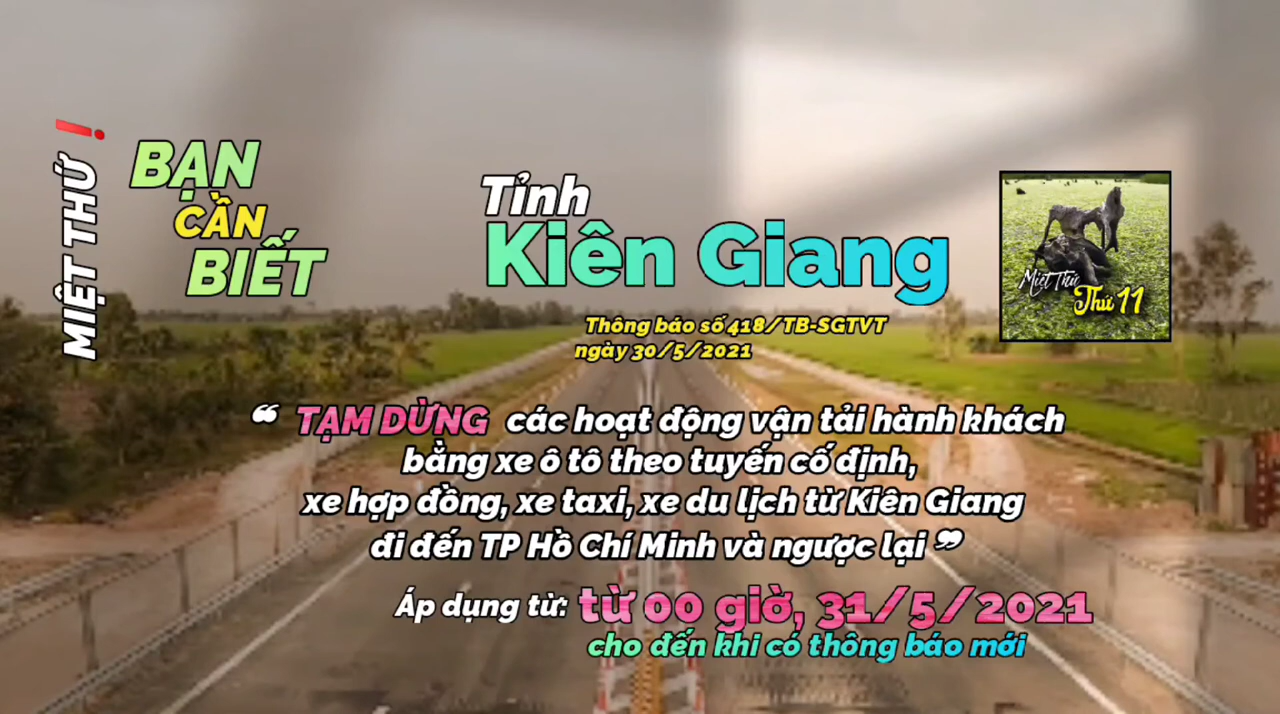 MIỆT THỨ !
BẠN
CẦN
BIẾT
Tỉnh
Kiên Giang
Miệt Thứ
Thứ 11
Thông báo số 418/TB-SGTVT
ngày 30/5/2021
“ TẠM DỪNG các hoạt động vận tải hành khách
bằng xe ô tô theo tuyến cố định,
xe hợp đồng, xe taxi, xe du lịch từ Kiên Giang
đi đến TP Hồ Chí Minh và ngược lại ”
Áp dụng từ: từ 00 giờ, 31/5/2021
cho đến khi có thông báo mới